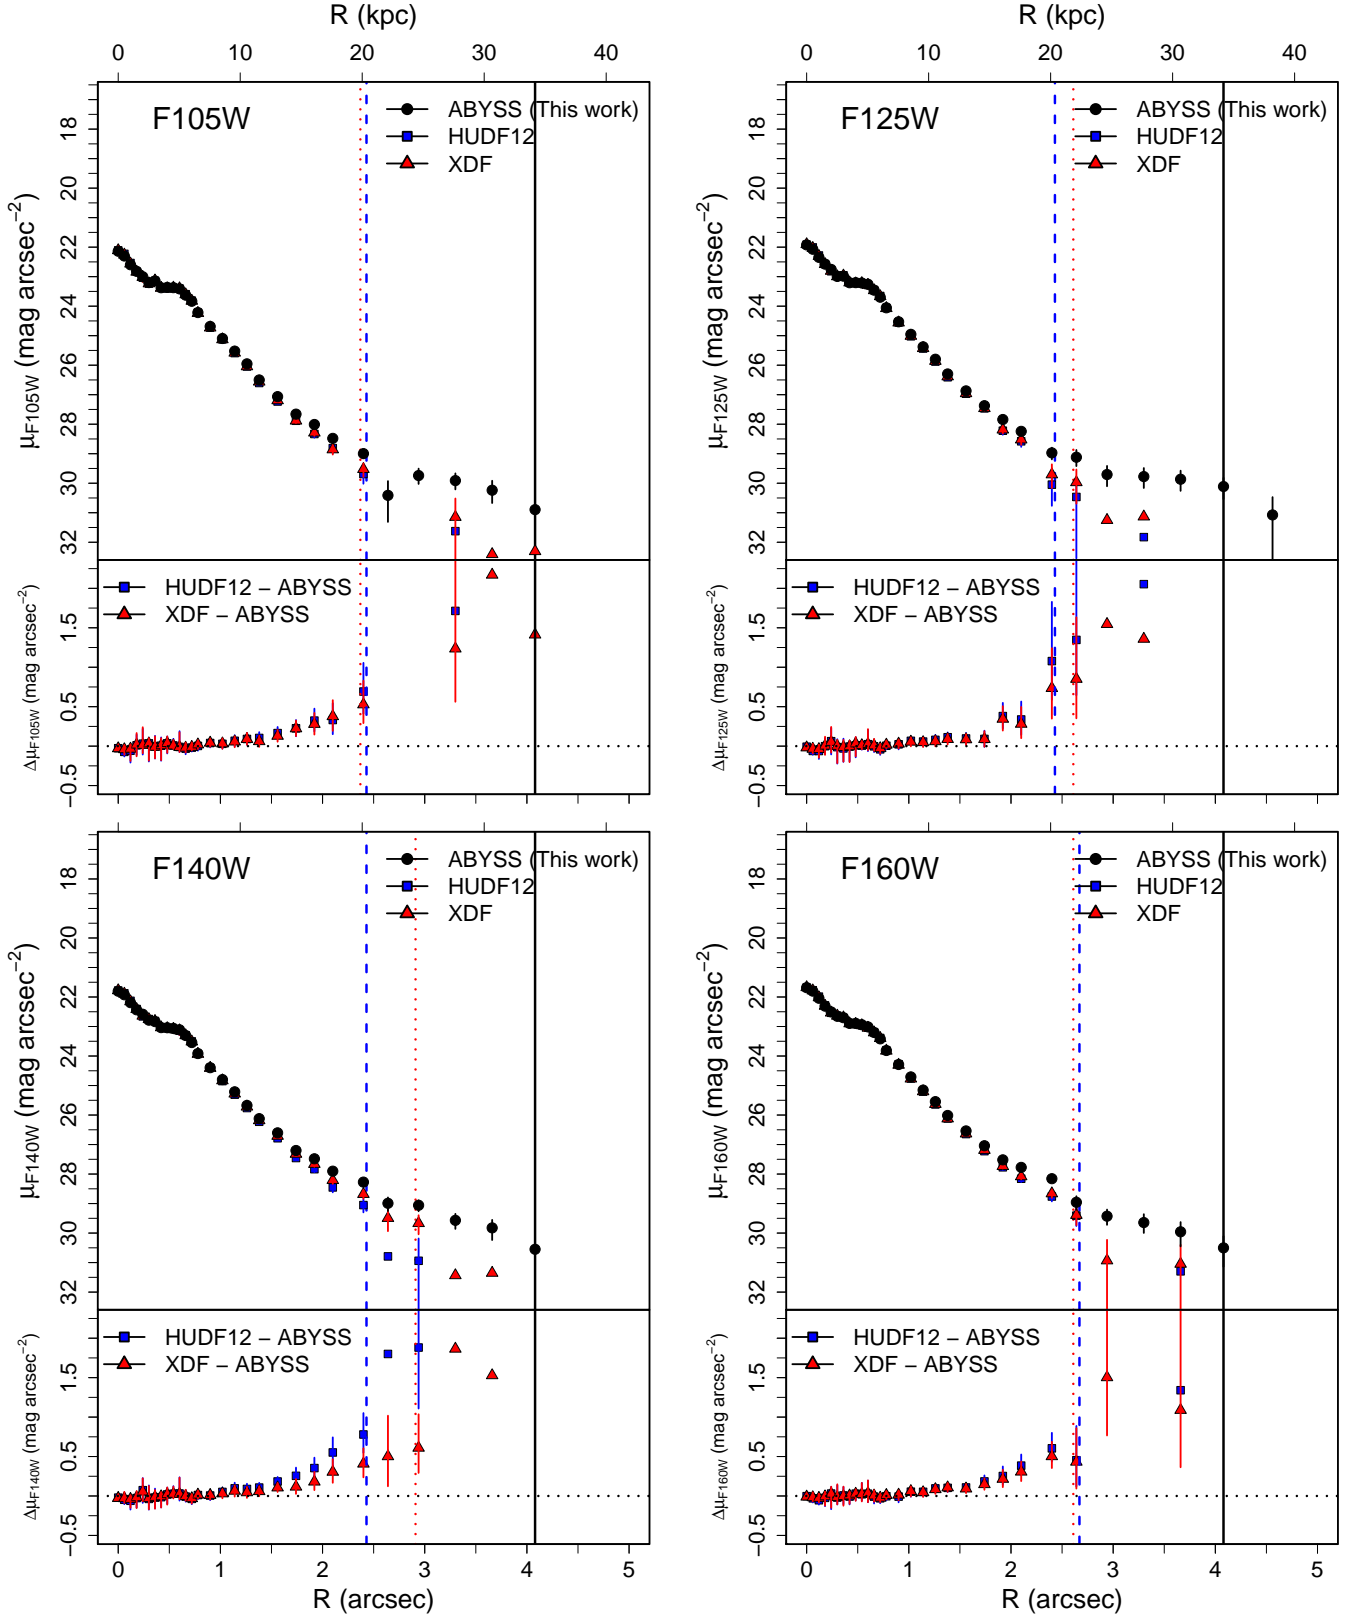 R (kpc)
0 10 20 30 40
F105W
ABYSS (This work)
HUDF12
XDF
μF105W (mag arcsec−2)
18 20 22 24 26 28 30 32
HUDF12 − ABYSS
XDF − ABYSS
ΔμF105W (mag arcsec−2)
−0.5 0.5 1.5
R (kpc)
0 10 20 30 40
F125W
ABYSS (This work)
HUDF12
XDF
μF125W (mag arcsec−2)
18 20 22 24 26 28 30 32
HUDF12 − ABYSS
XDF − ABYSS
ΔμF125W (mag arcsec−2)
−0.5 0.5 1.5
F140W
ABYSS (This work)
HUDF12
XDF
μF140W (mag arcsec−2)
18 20 22 24 26 28 30 32
HUDF12 − ABYSS
XDF − ABYSS
ΔμF140W (mag arcsec−2)
−0.5 0.5 1.5
0 1 2 3 4 5
R (arcsec)
F160W
ABYSS (This work)
HUDF12
XDF
μF160W (mag arcsec−2)
18 20 22 24 26 28 30 32
HUDF12 − ABYSS
XDF − ABYSS
ΔμF160W (mag arcsec−2)
−0.5 0.5 1.5
0 1 2 3 4 5
R (arcsec)